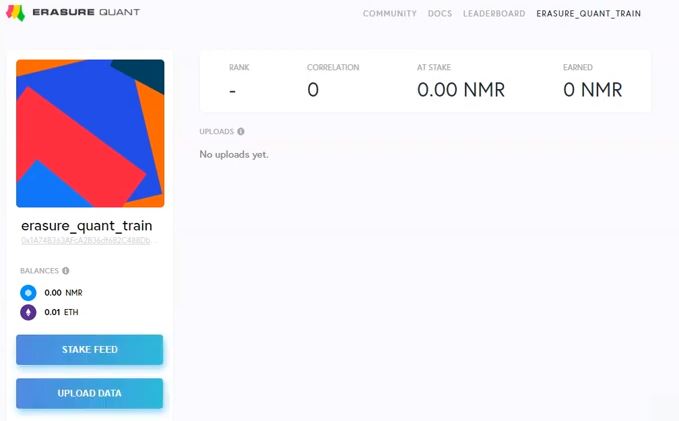 ERASURE QUANT
COMMUNITY DOCS LEADERBOARD ERASURE_QUANT_TRAIN
RANK CORRELATION AT STAKE EARNED
- 0 0.00 NMR 0 NMR
UPLOADS
No uploads yet.
erasure_quant_train
BALANCES
0.00 NMR
0.01 ETH
STAKE FEED
UPLOAD DATA